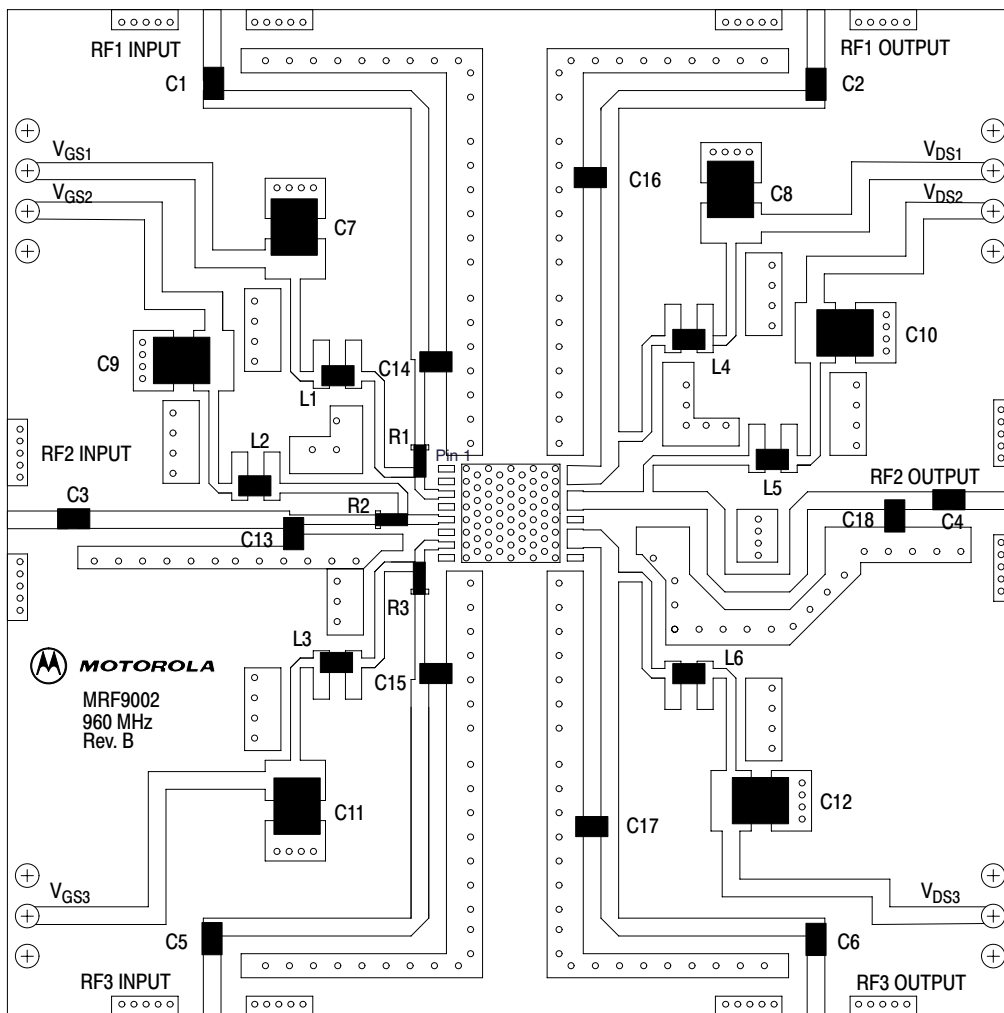 RF1 INPUT
RF1 OUTPUT
C1
C2
VGS1
VDS1
VGS2
VDS2
C16
C8
C7
C10
C9
C14
L4
L1
R1
Pin 1
RF2 INPUT
L2
L5
RF2 OUTPUT
C3
R2
C13
C18
C4
R3
L3
L6
MOTOROLA
C15
MRF9002
960 MHz
Rev. B
C11
C12
C17
VGS3
VDS3
C5
C6
RF3 INPUT
RF3 OUTPUT